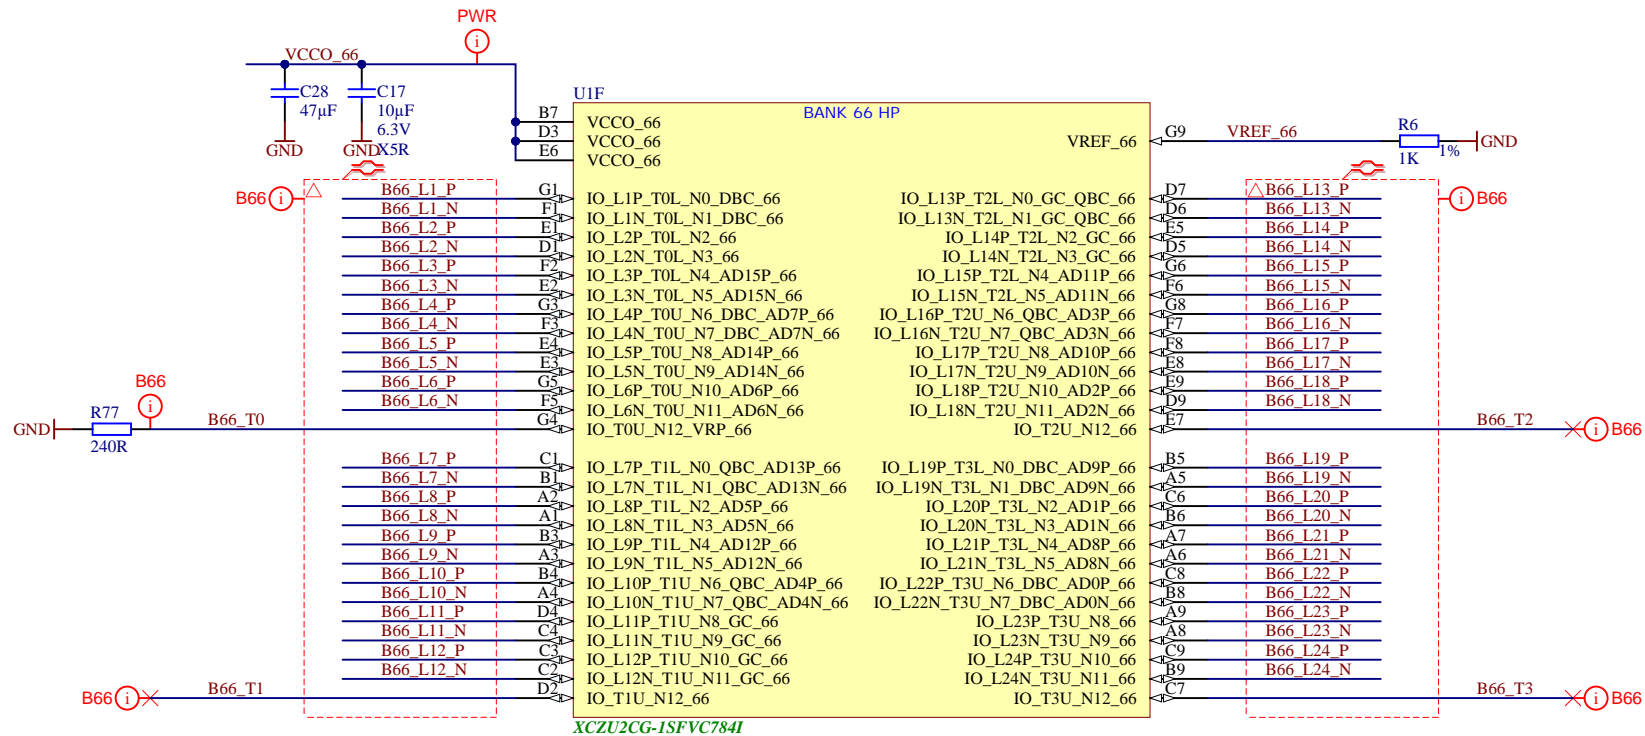 PWR
i
VCCO_66
C28
47µF
GND
C17
10µF
6.3V
X5R
GND
U1F
BANK 66 HP
B7 VCCO_66
D3 VCCO_66
E6 VCCO_66
VREF_66 G9 VREF_66
R6
1K
1%
GND
B66 i
B66_L1_P G1 IO_L1P_T0L_N0_DBC_66
B66_L1_N F1 IO_L1N_T0L_N1_DBC_66
B66_L2_P E1 IO_L2P_T0L_N2_66
B66_L2_N D1 IO_L2N_T0L_N3_66
B66_L3_P F2 IO_L3P_T0L_N4_AD15P_66
B66_L3_N E2 IO_L3N_T0L_N5_AD15N_66
B66_L4_P G3 IO_L4P_T0U_N6_DBC_AD7P_66
B66_L4_N F3 IO_L4N_T0U_N7_DBC_AD7N_66
B66_L5_P E4 IO_L5P_T0U_N8_AD14P_66
B66_L5_N E3 IO_L5N_T0U_N9_AD14N_66
B66_L6_P G5 IO_L6P_T0U_N10_AD6P_66
B66_L6_N F5 IO_L6N_T0U_N11_AD6N_66
B66
i
GND
R77
240R
B66_T0 G4 IO_T0U_N12_VRP_66
B66_L7_P C1 IO_L7P_T1L_N0_QBC_AD13P_66
B66_L7_N B1 IO_L7N_T1L_N1_QBC_AD13N_66
B66_L8_P A2 IO_L8P_T1L_N2_AD5P_66
B66_L8_N A1 IO_L8N_T1L_N3_AD5N_66
B66_L9_P B3 IO_L9P_T1L_N4_AD12P_66
B66_L9_N A3 IO_L9N_T1L_N5_AD12N_66
B66_L10_P B4 IO_L10P_T1U_N6_QBC_AD4P_66
B66_L10_N A4 IO_L10N_T1U_N7_QBC_AD4N_66
B66_L11_P D4 IO_L11P_T1U_N8_GC_66
B66_L11_N C4 IO_L11N_T1U_N9_GC_66
B66_L12_P C3 IO_L12P_T1U_N10_GC_66
B66_L12_N C2 IO_L12N_T1U_N11_GC_66
B66 i B66_T1 D2 IO_T1U_N12_66
IO_L13P_T2L_N0_GC_QBC_66 D7 B66_L13_P
i B66
IO_L13N_T2L_N1_GC_QBC_66 D6 B66_L13_N
IO_L14P_T2L_N2_GC_66 E5 B66_L14_P
IO_L14N_T2L_N3_GC_66 D5 B66_L14_N
IO_L15P_T2L_N4_AD11P_66 G6 B66_L15_P
IO_L15N_T2L_N5_AD11N_66 F6 B66_L15_N
IO_L16P_T2U_N6_QBC_AD3P_66 G8 B66_L16_P
IO_L16N_T2U_N7_QBC_AD3N_66 F7 B66_L16_N
IO_L17P_T2U_N8_AD10P_66 F8 B66_L17_P
IO_L17N_T2U_N9_AD10N_66 E8 B66_L17_N
IO_L18P_T2U_N10_AD2P_66 E9 B66_L18_P
IO_L18N_T2U_N11_AD2N_66 D9 B66_L18_N
IO_T2U_N12_66 E7 B66_T2 i B66
IO_L19P_T3L_N0_DBC_AD9P_66 B5 B66_L19_P
IO_L19N_T3L_N1_DBC_AD9N_66 A5 B66_L19_N
IO_L20P_T3L_N2_AD1P_66 C6 B66_L20_P
IO_L20N_T3L_N3_AD1N_66 B6 B66_L20_N
IO_L21P_T3L_N4_AD8P_66 A7 B66_L21_P
IO_L21N_T3L_N5_AD8N_66 A6 B66_L21_N
IO_L22P_T3U_N6_DBC_AD0P_66 C8 B66_L22_P
IO_L22N_T3U_N7_DBC_AD0N_66 B8 B66_L22_N
IO_L23P_T3U_N8_66 A9 B66_L23_P
IO_L23N_T3U_N9_66 A8 B66_L23_N
IO_L24P_T3U_N10_66 C9 B66_L24_P
IO_L24N_T3U_N11_66 B9 B66_L24_N
IO_T3U_N12_66 C7 B66_T3 i B66
XCZU2CG-1SFVC784I